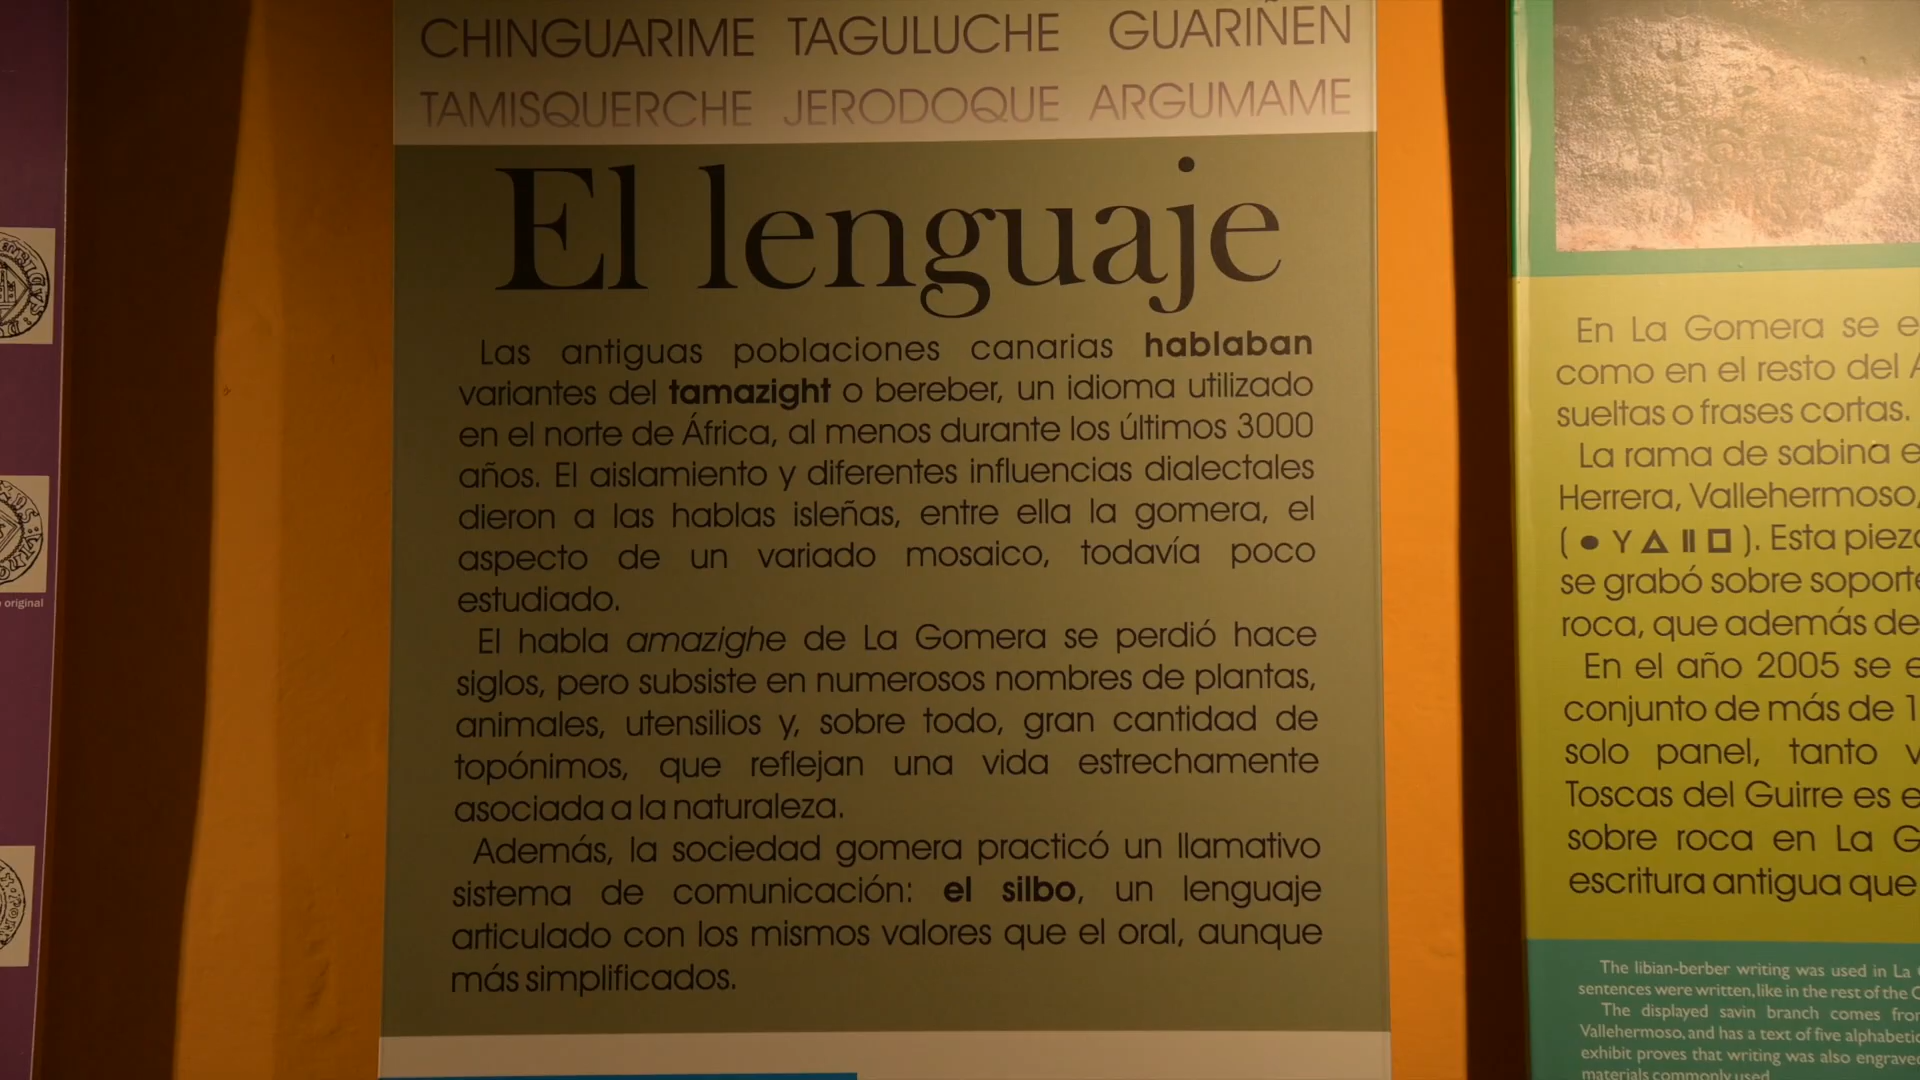 CHINGUARIME TAGULUCHE GUARIÑEN
TAMISQUERCHE JERODOQUE ARGUMAME
El lenguaje
Las antiguas poblaciones canarias hablaban
variantes del tamazight o bereber, un idioma utilizado
en el norte de África, al menos durante los últimos 3000
años. El aislamiento y diferentes influencias dialectales
dieron a las hablas isleñas, entre ella la gomera, el
aspecto de un variado mosaico, todavía poco
estudiado.
El habla amazighe de La Gomera se perdió hace
siglos, pero subsiste en numerosos nombres de plantas,
animales, utensilios y, sobre todo, gran cantidad de
topónimos, que reflejan una vida estrechamente
asociada a la naturaleza.
Además, la sociedad gomera practicó un llamativo
sistema de comunicación: el silbo, un lenguaje
articulado con los mismos valores que el oral, aunque
más simplificados.
original
En La Gomera se
como en el resto del
sueltas o frases cortas.
La rama de sabina
Herrera, Vallehermoso,
( ● Y △ || □ ). Esta
se grabó sobre
roca, que además de
En el año 2005 se
conjunto de más de
solo panel, tanto
Toscas del Guirre es
sobre roca en La
escritura antigua que
The libian-berber writing was used in La
sentences were written, like in the rest of the
The displayed savin branch comes
Vallehermoso, and has a text of five
exhibit proves that writing was also
materials commonly used